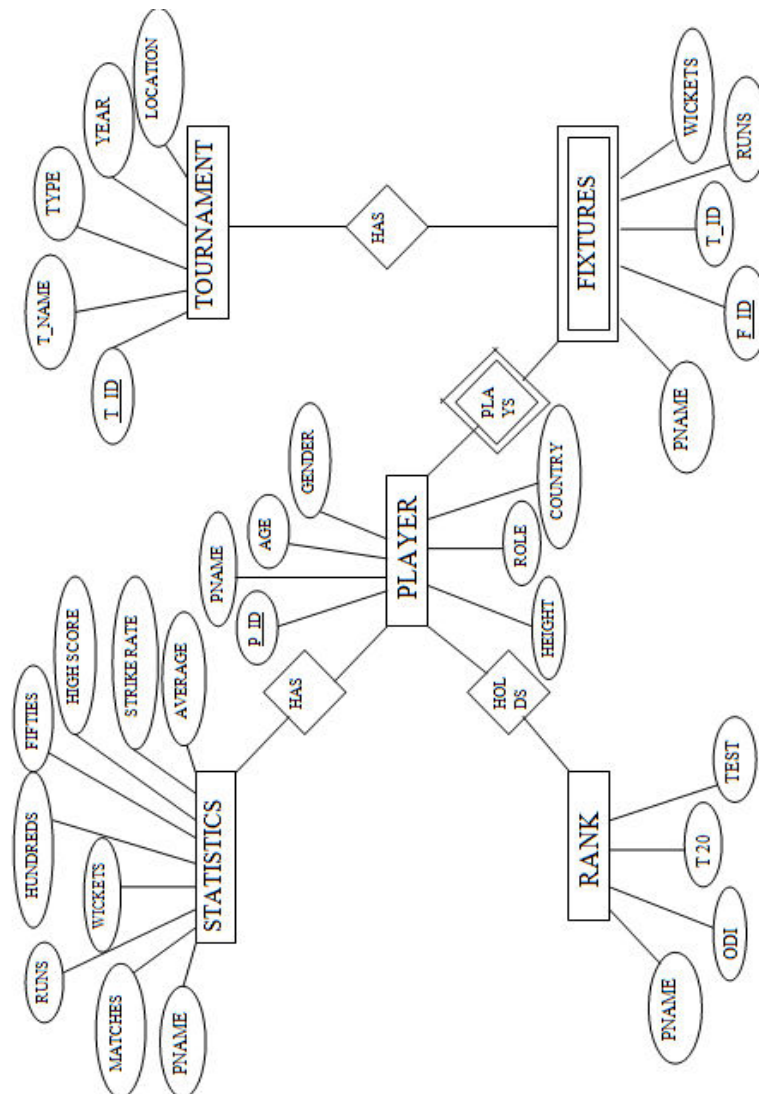 RUNS
HUNDREDS
FIFTIES
HIGH SCORE
MATCHES
WICKETS
STRIKE RATE
PNAME
AVERAGE
STATISTICS
T_NAME
TYPE
YEAR
LOCATION
T_ID
TOURNAMENT
HAS
P_ID
PNAME
AGE
GENDER
PLAYER
HAS
HOL
DS
PLA
YS
HEIGHT
ROLE
COUNTRY
RANK
PNAME
ODI
T 20
TEST
FIXTURES
PNAME
F_ID
T_ID
RUNS
WICKETS